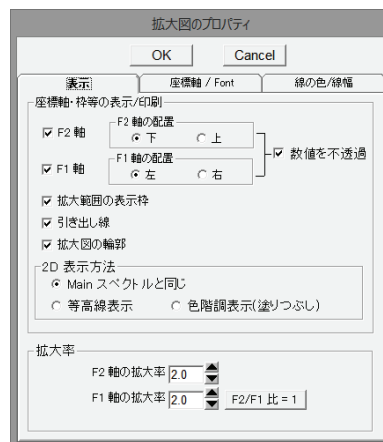 拡大図のプロパティ
OK Cancel
表示 座標軸 / Font 線の色/線幅
座標軸・枠等の表示/印刷
F2 軸の配置
F2 軸 下 上
数値を不透過
F1 軸の配置
F1 軸 左 右
拡大範囲の表示枠
引き出し線
拡大図の輪郭
2D 表示方法
Main スペクトルと同じ
等高線表示 色階調表示(塗りつぶし)
拡大率
F2 軸の拡大率 2.0
F1 軸の拡大率 2.0 F2/F1 比 = 1